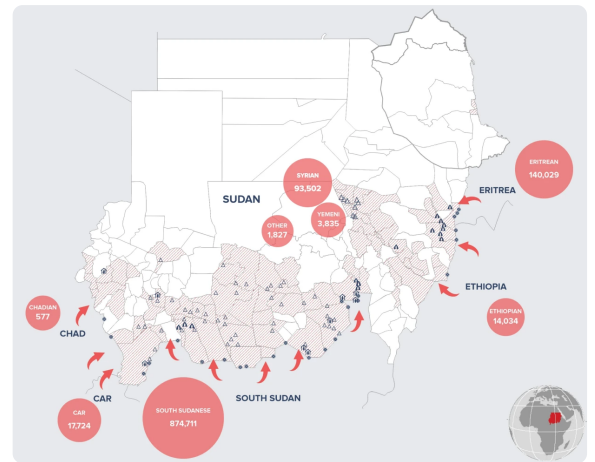 ERITREAN
140,029
SYRIAN
93,502
ERITREA
SUDAN
YEMENI
3,835
OTHER
1,827
ETHIOPIA
CHADIAN
577
ETHIOPIAN
14,034
CHAD
CAR
SOUTH SUDAN
CAR
17,724
SOUTH SUDANESE
874,711